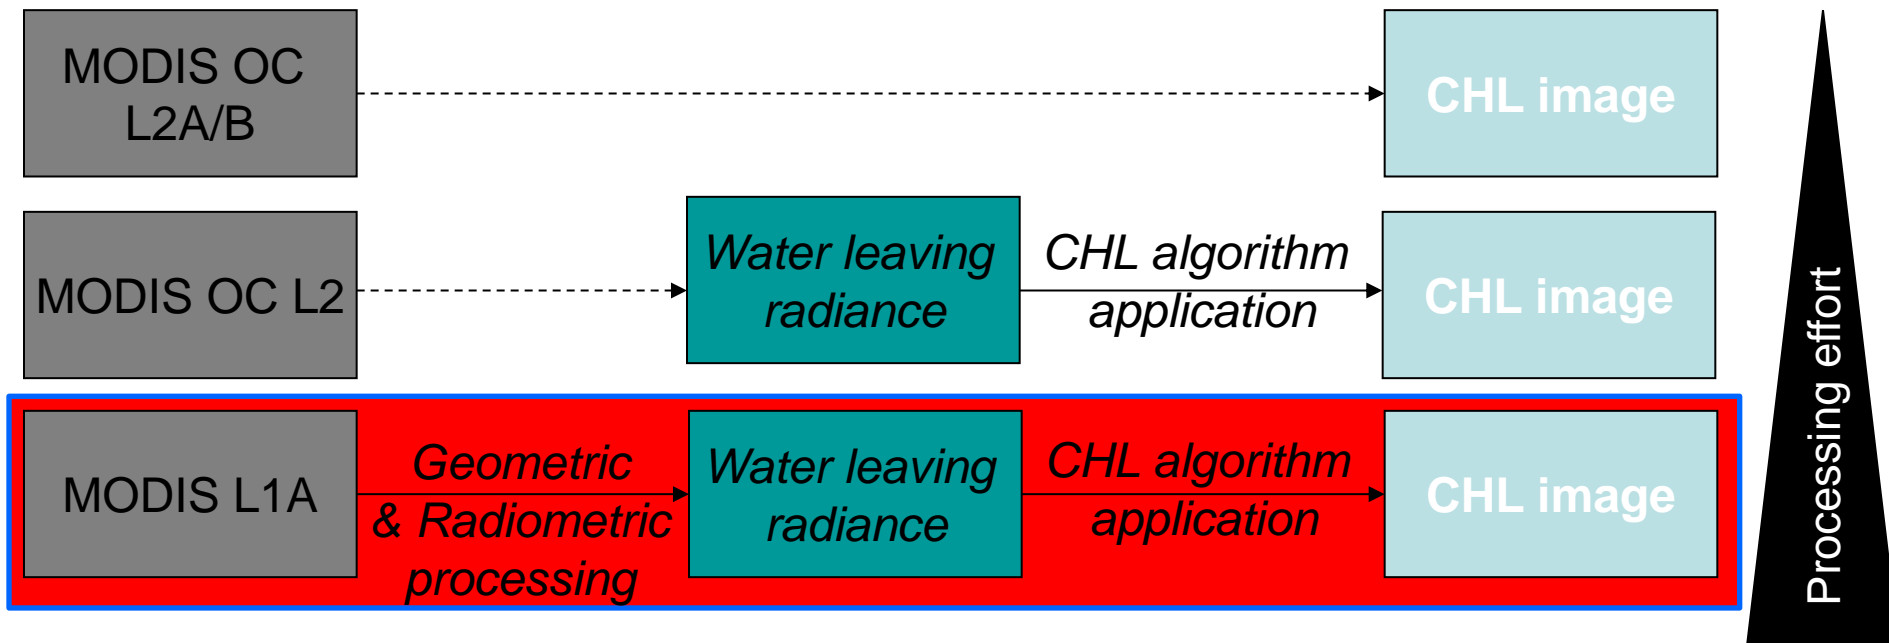 MODIS OC
L2A/B
CHL image
MODIS OC L2
Water leaving
radiance
CHL algorithm
application
CHL image
MODIS L1A
Geometric
& Radiometric
processing
Water leaving
radiance
CHL algorithm
application
CHL image
Processing effort